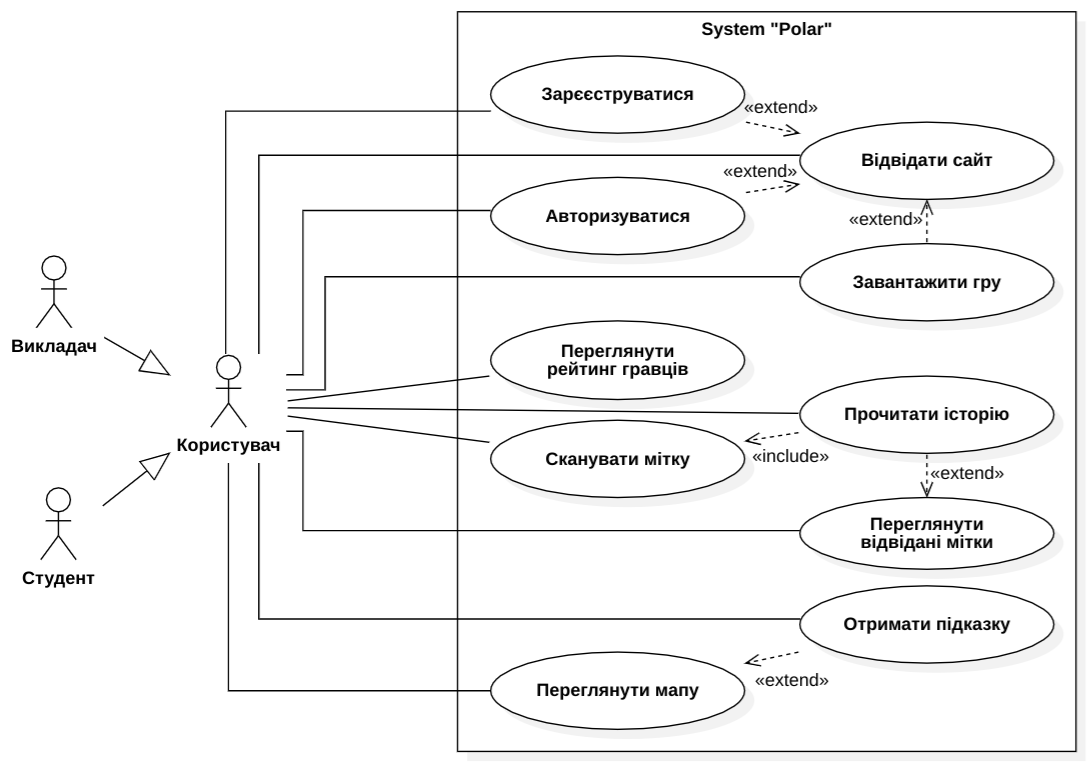 System "Polar"
Зарєєструватися
«extend»
Відвідати сайт
«extend»
Авторизуватися
«extend»
Завантажити гру
Викладач
Переглянути
рейтинг гравців
Прочитати історію
Користувач
Сканувати мітку
«include»
«extend»
Переглянути
відвідані мітки
Студент
Отримати підказку
«extend»
Переглянути мапу